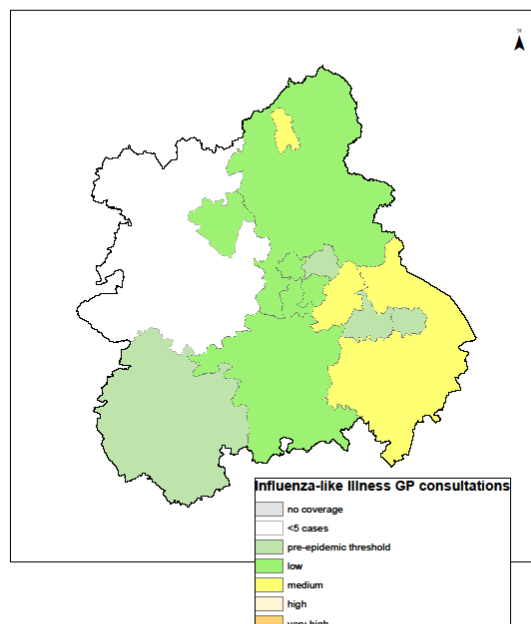 N
Influenza-like Illness GP consultations
no coverage
<5 cases
pre-epidemic threshold
low
medium
high
very high